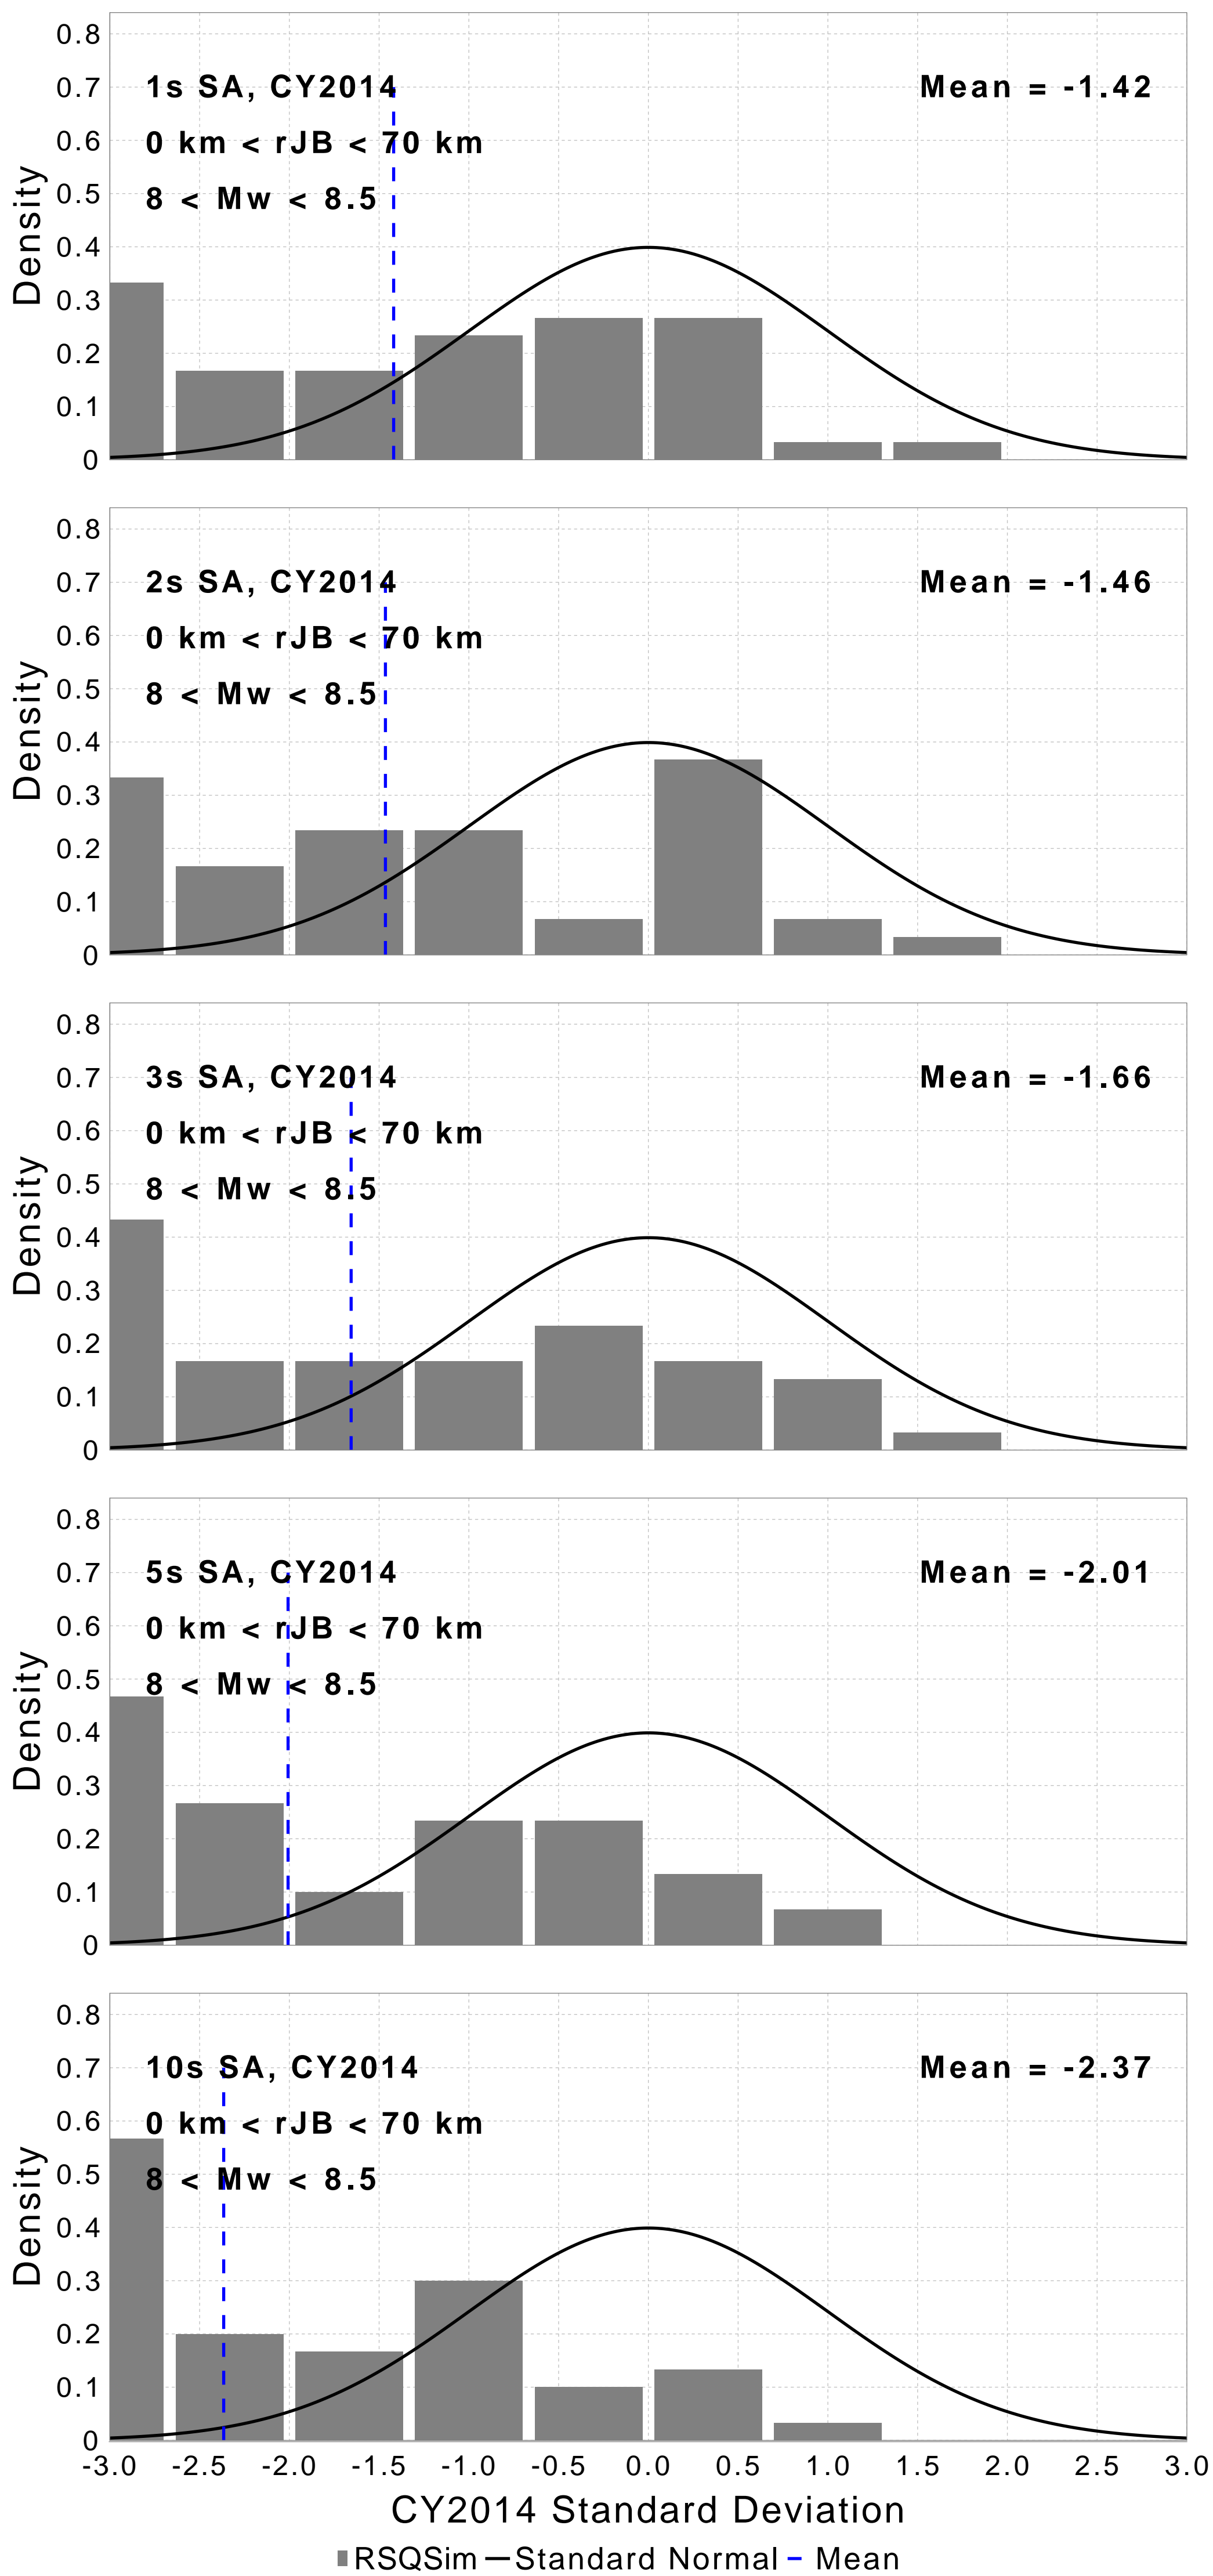 0.8
0.7
0.6
0.5
0.4
0.3
0.2
0.1
0
Density
1s SA, CY2014
Mean = -1.42
0 km < rJB < 70 km
8 < Mw < 8.5
0.8
0.7
0.6
0.5
0.4
0.3
0.2
0.1
0
Density
2s SA, CY2014
Mean = -1.46
0 km < rJB < 70 km
8 < Mw < 8.5
0.8
0.7
0.6
0.5
0.4
0.3
0.2
0.1
0
Density
3s SA, CY2014
Mean = -1.66
0 km < rJB < 70 km
8 < Mw < 8.5
0.8
0.7
0.6
0.5
0.4
0.3
0.2
0.1
0
Density
5s SA, CY2014
Mean = -2.01
0 km < rJB < 70 km
8 < Mw < 8.5
0.8
0.7
0.6
0.5
0.4
0.3
0.2
0.1
0
Density
10s SA, CY2014
Mean = -2.37
0 km < rJB < 70 km
8 < Mw < 8.5
-3.0 -2.5 -2.0 -1.5 -1.0 -0.5 0.0 0.5 1.0 1.5 2.0 2.5 3.0
CY2014 Standard Deviation
RSQSim Standard Normal Mean